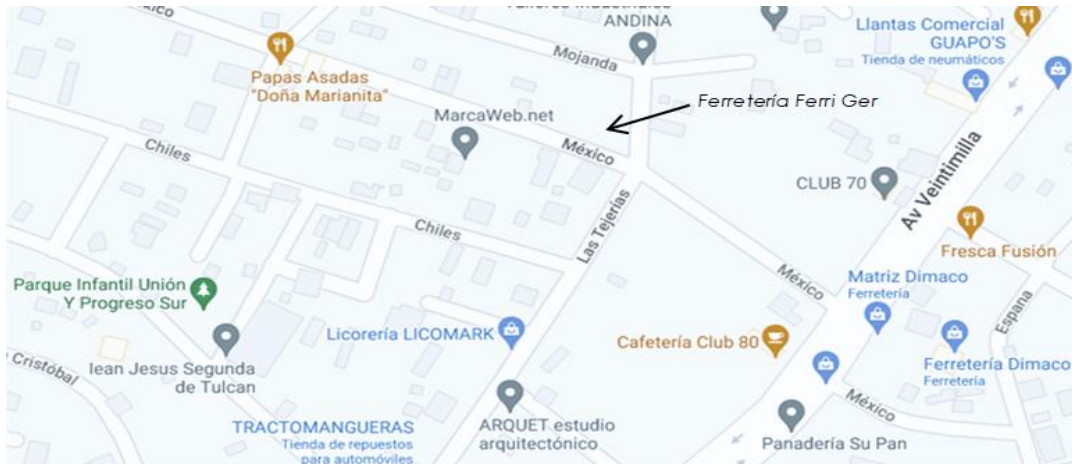 México
ANDINA
Mojanda
Llantas Comercial
GUAPO'S
Tienda de neumáticos
Papas Asadas
"Doña Marianita"
MarcaWeb.net
Ferretería Ferri Ger
México
Chiles
CLUB 70
Av Veintimilla
Las Tejerías
Chiles
Fresca Fusión
Parque Infantil Unión
Y Progreso Sur
México
Matriz Dimaco
Ferretería
Espana
Licorería LICOMARK
Cafetería Club 80
Cristóbal
Iean Jesus Segunda
de Tulcan
Ferretería Dimaco
Ferretería
México
TRACTOMANGUERAS
Tienda de repuestos
para automóviles
ARQUET estudio
arquitectónico
Panadería Su Pan